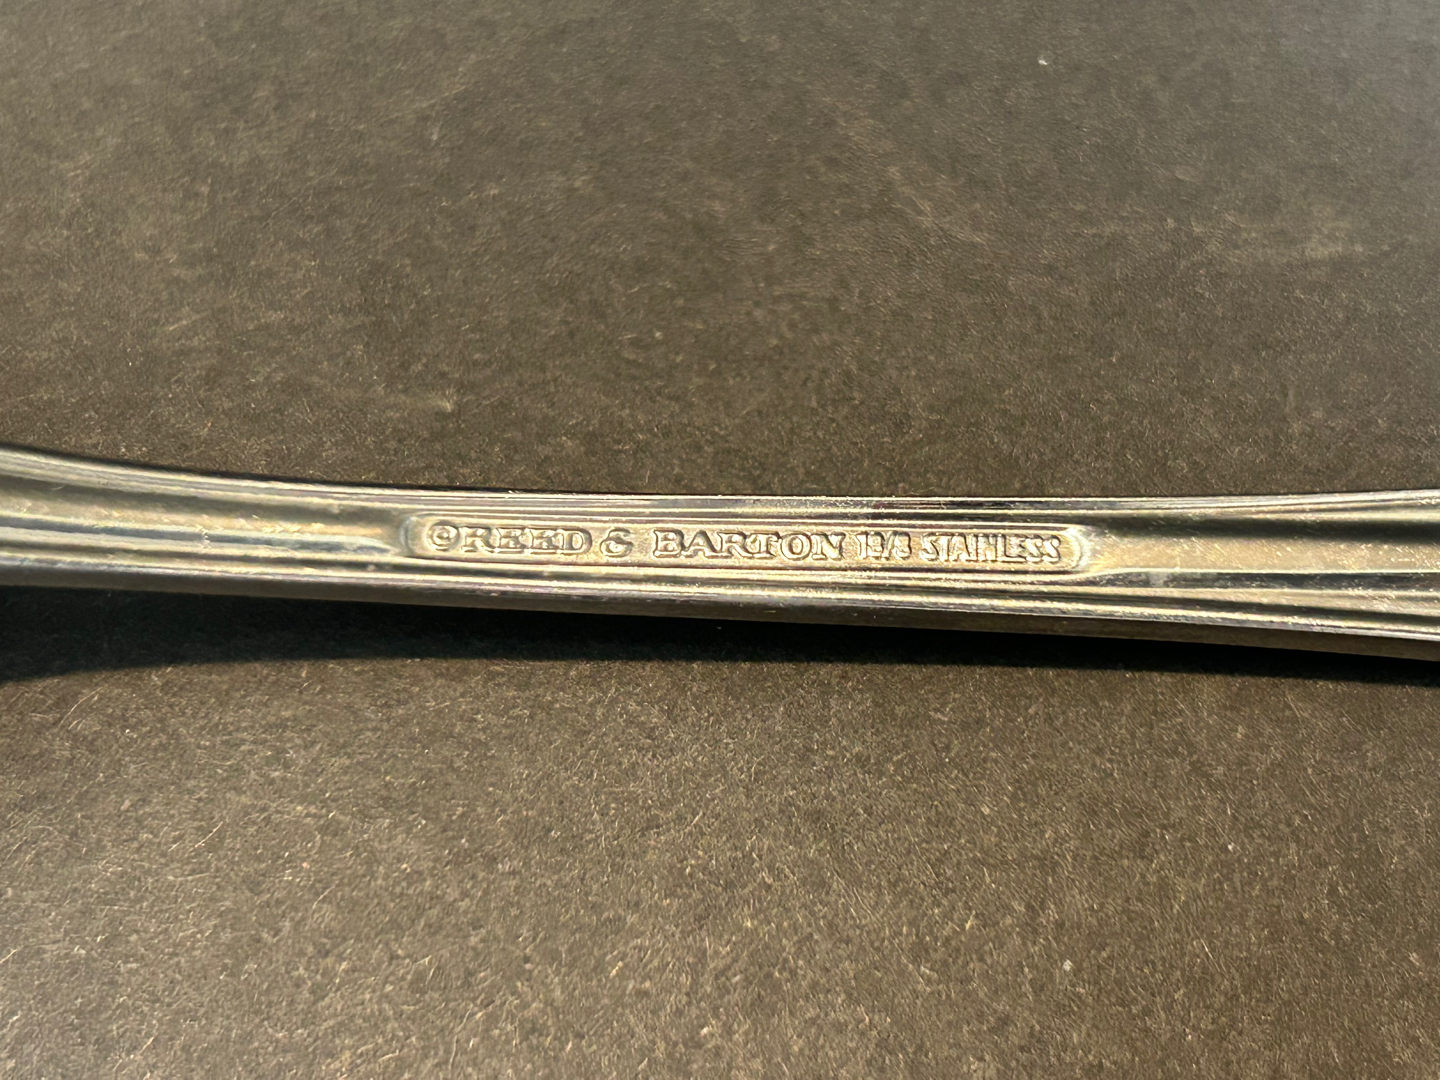 ©REED & BARTON 18/8 STAINLESS